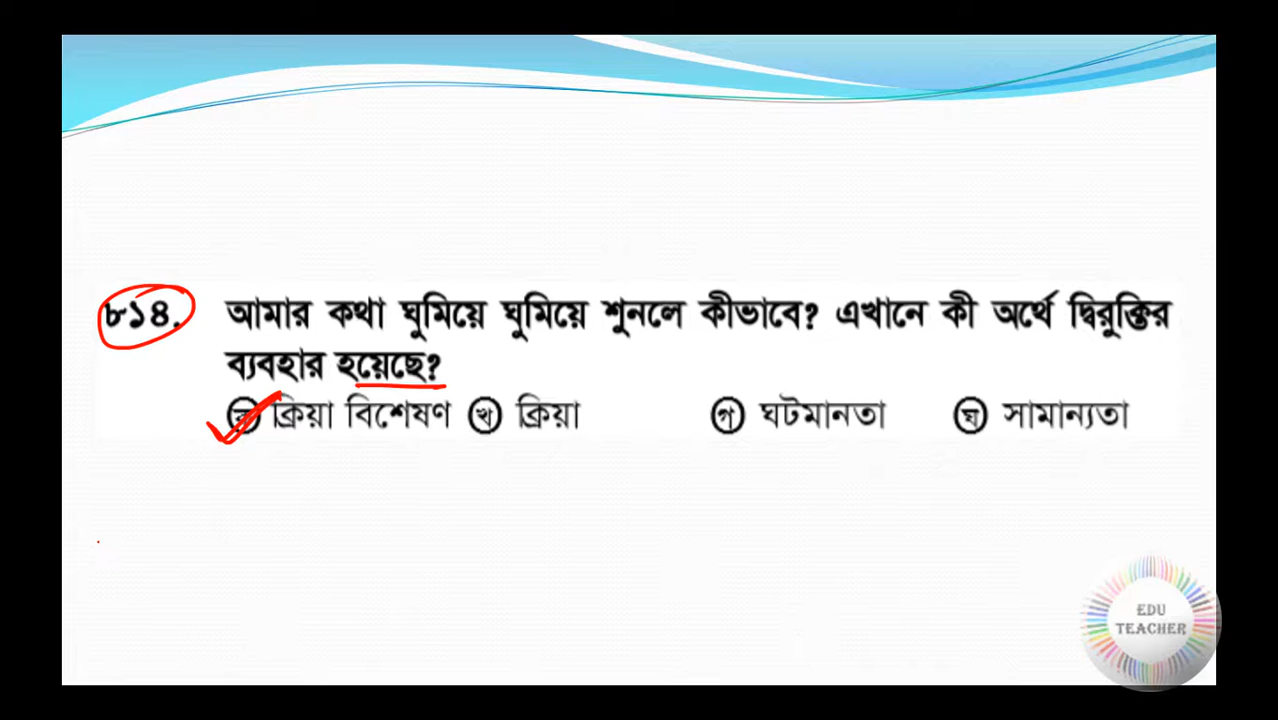 ৮১৪. আমার কথা ঘুমিয়ে ঘুমিয়ে শুনলে কীভাবে? এখানে কী অর্থে দ্বিরুক্তির
ব্যবহার হয়েছে?
ক ক্রিয়া বিশেষণ খ ক্রিয়া গ ঘটমানতা ঘ সামান্যতা
EDU
TEACHER